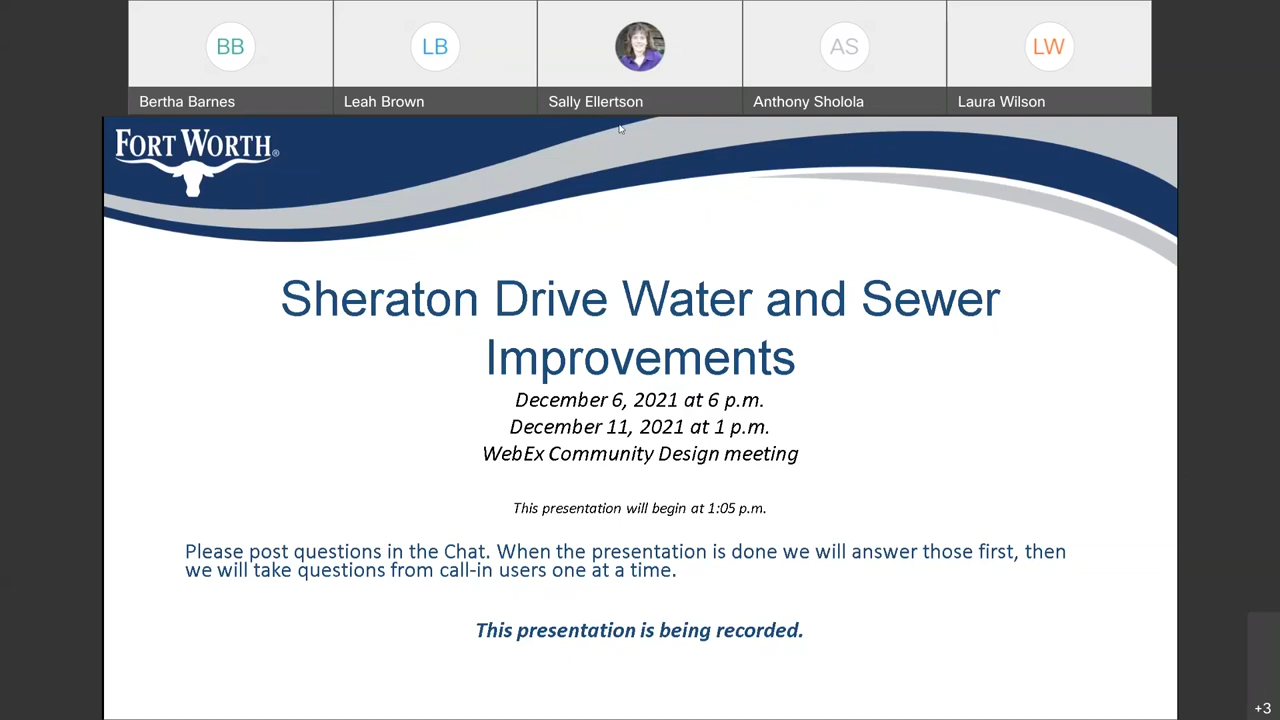 BB
LB
AS
LW
Bertha Barnes
Leah Brown
Sally Ellertson
Anthony Sholola
Laura Wilson
FORT WORTH®
Sheraton Drive Water and Sewer
Improvements
December 6, 2021 at 6 p.m.
December 11, 2021 at 1 p.m.
WebEx Community Design meeting
This presentation will begin at 1:05 p.m.
Please post questions in the Chat. When the presentation is done we will answer those first, then
we will take questions from call-in users one at a time.
This presentation is being recorded.
+3